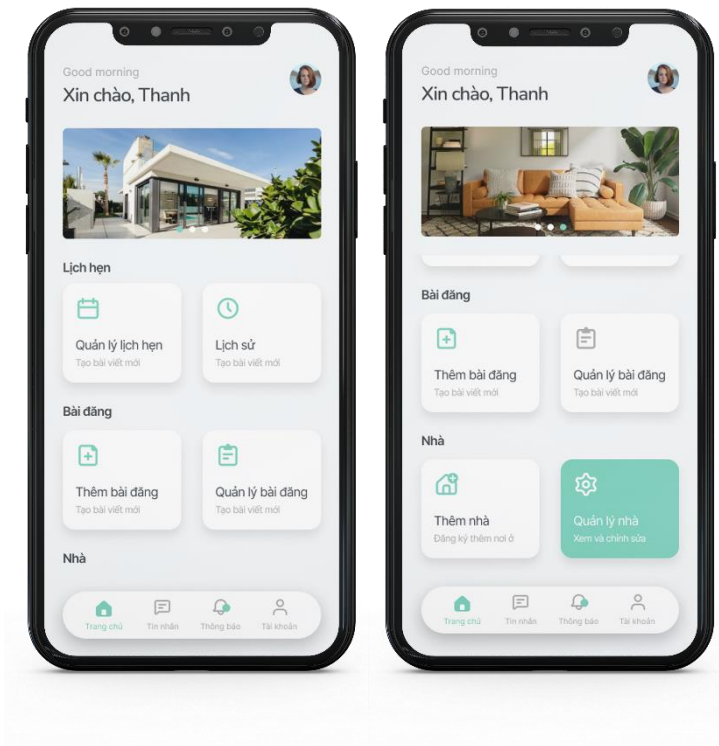 Good morning
Xin chào, Thanh
Lịch hẹn
Quản lý lịch hẹn
Tạo bài viết mới
Lịch sử
Tạo bài viết mới
Bài đăng
Thêm bài đăng
Tạo bài viết mới
Quản lý bài đăng
Tạo bài viết mới
Nhà
Trang chủ
Tin nhắn
Thông báo
Tài khoản
Good morning
Xin chào, Thanh
Bài đăng
Thêm bài đăng
Tạo bài viết mới
Quản lý bài đăng
Tạo bài viết mới
Nhà
Thêm nhà
Đăng ký thêm nơi ở
Quản lý nhà
Xem và chỉnh sửa
Trang chủ
Tin nhắn
Thông báo
Tài khoản